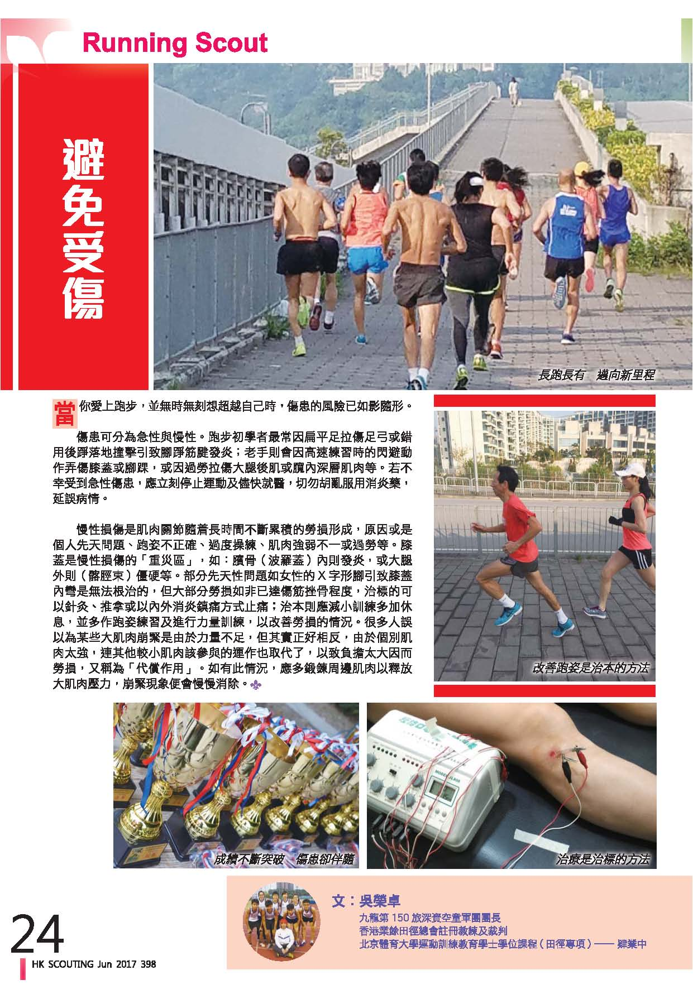 Running Scout
避免受傷
長跑長有　邁向新里程
當你愛上跑步，並無時無刻想超越自己時，傷患的風險已如影隨形。
傷患可分為急性與慢性。跑步初學者最常因扁平足拉傷足弓或錯
用後踭落地撞擊引致腳踭筋腱發炎；老手則會因高速練習時的閃避動
作弄傷膝蓋或腳踝，或因過勞拉傷大腿後肌或臗內深層肌肉等。若不
幸受到急性傷患，應立刻停止運動及儘快就醫，切勿胡亂服用消炎藥，
延誤病情。
慢性損傷是肌肉關節隨着長時間不斷累積的勞損形成，原因或是
個人先天問題、跑姿不正確、過度操練、肌肉強弱不一或過勞等。膝
蓋是慢性損傷的「重災區」，如：臏骨（波羅蓋）內則發炎，或大腿
外則（髂脛束）僵硬等。部分先天性問題如女性的 X 字形腳引致膝蓋
內彎是無法根治的，但大部分勞損如非已達傷筋挫骨程度，治標的可
以針灸、推拿或以內外消炎鎮痛方式止痛；治本則應減小訓練多加休
息，並多作跑姿練習及進行力量訓練，以改善勞損的情況。很多人誤
以為某些大肌肉崩緊是由於力量不足，但其實正好相反，由於個別肌
肉太強，連其他較小肌肉該參與的運作也取代了，以致負擔太大因而
勞損，又稱為「代償作用」。如有此情況，應多鍛鍊周邊肌肉以釋放
大肌肉壓力，崩緊現象便會慢慢消除。
改善跑姿是治本的方法
成績不斷突破　傷患卻伴隨
MODEL JL800
治療是治標的方法
文：吳榮卓
九龍第 150 旅深資空童軍團團長
香港業餘田徑總會註冊教練及裁判
北京體育大學運動訓練教育學士學位課程（田徑專項）—— 肄業中
24
HK SCOUTING Jun 2017 398